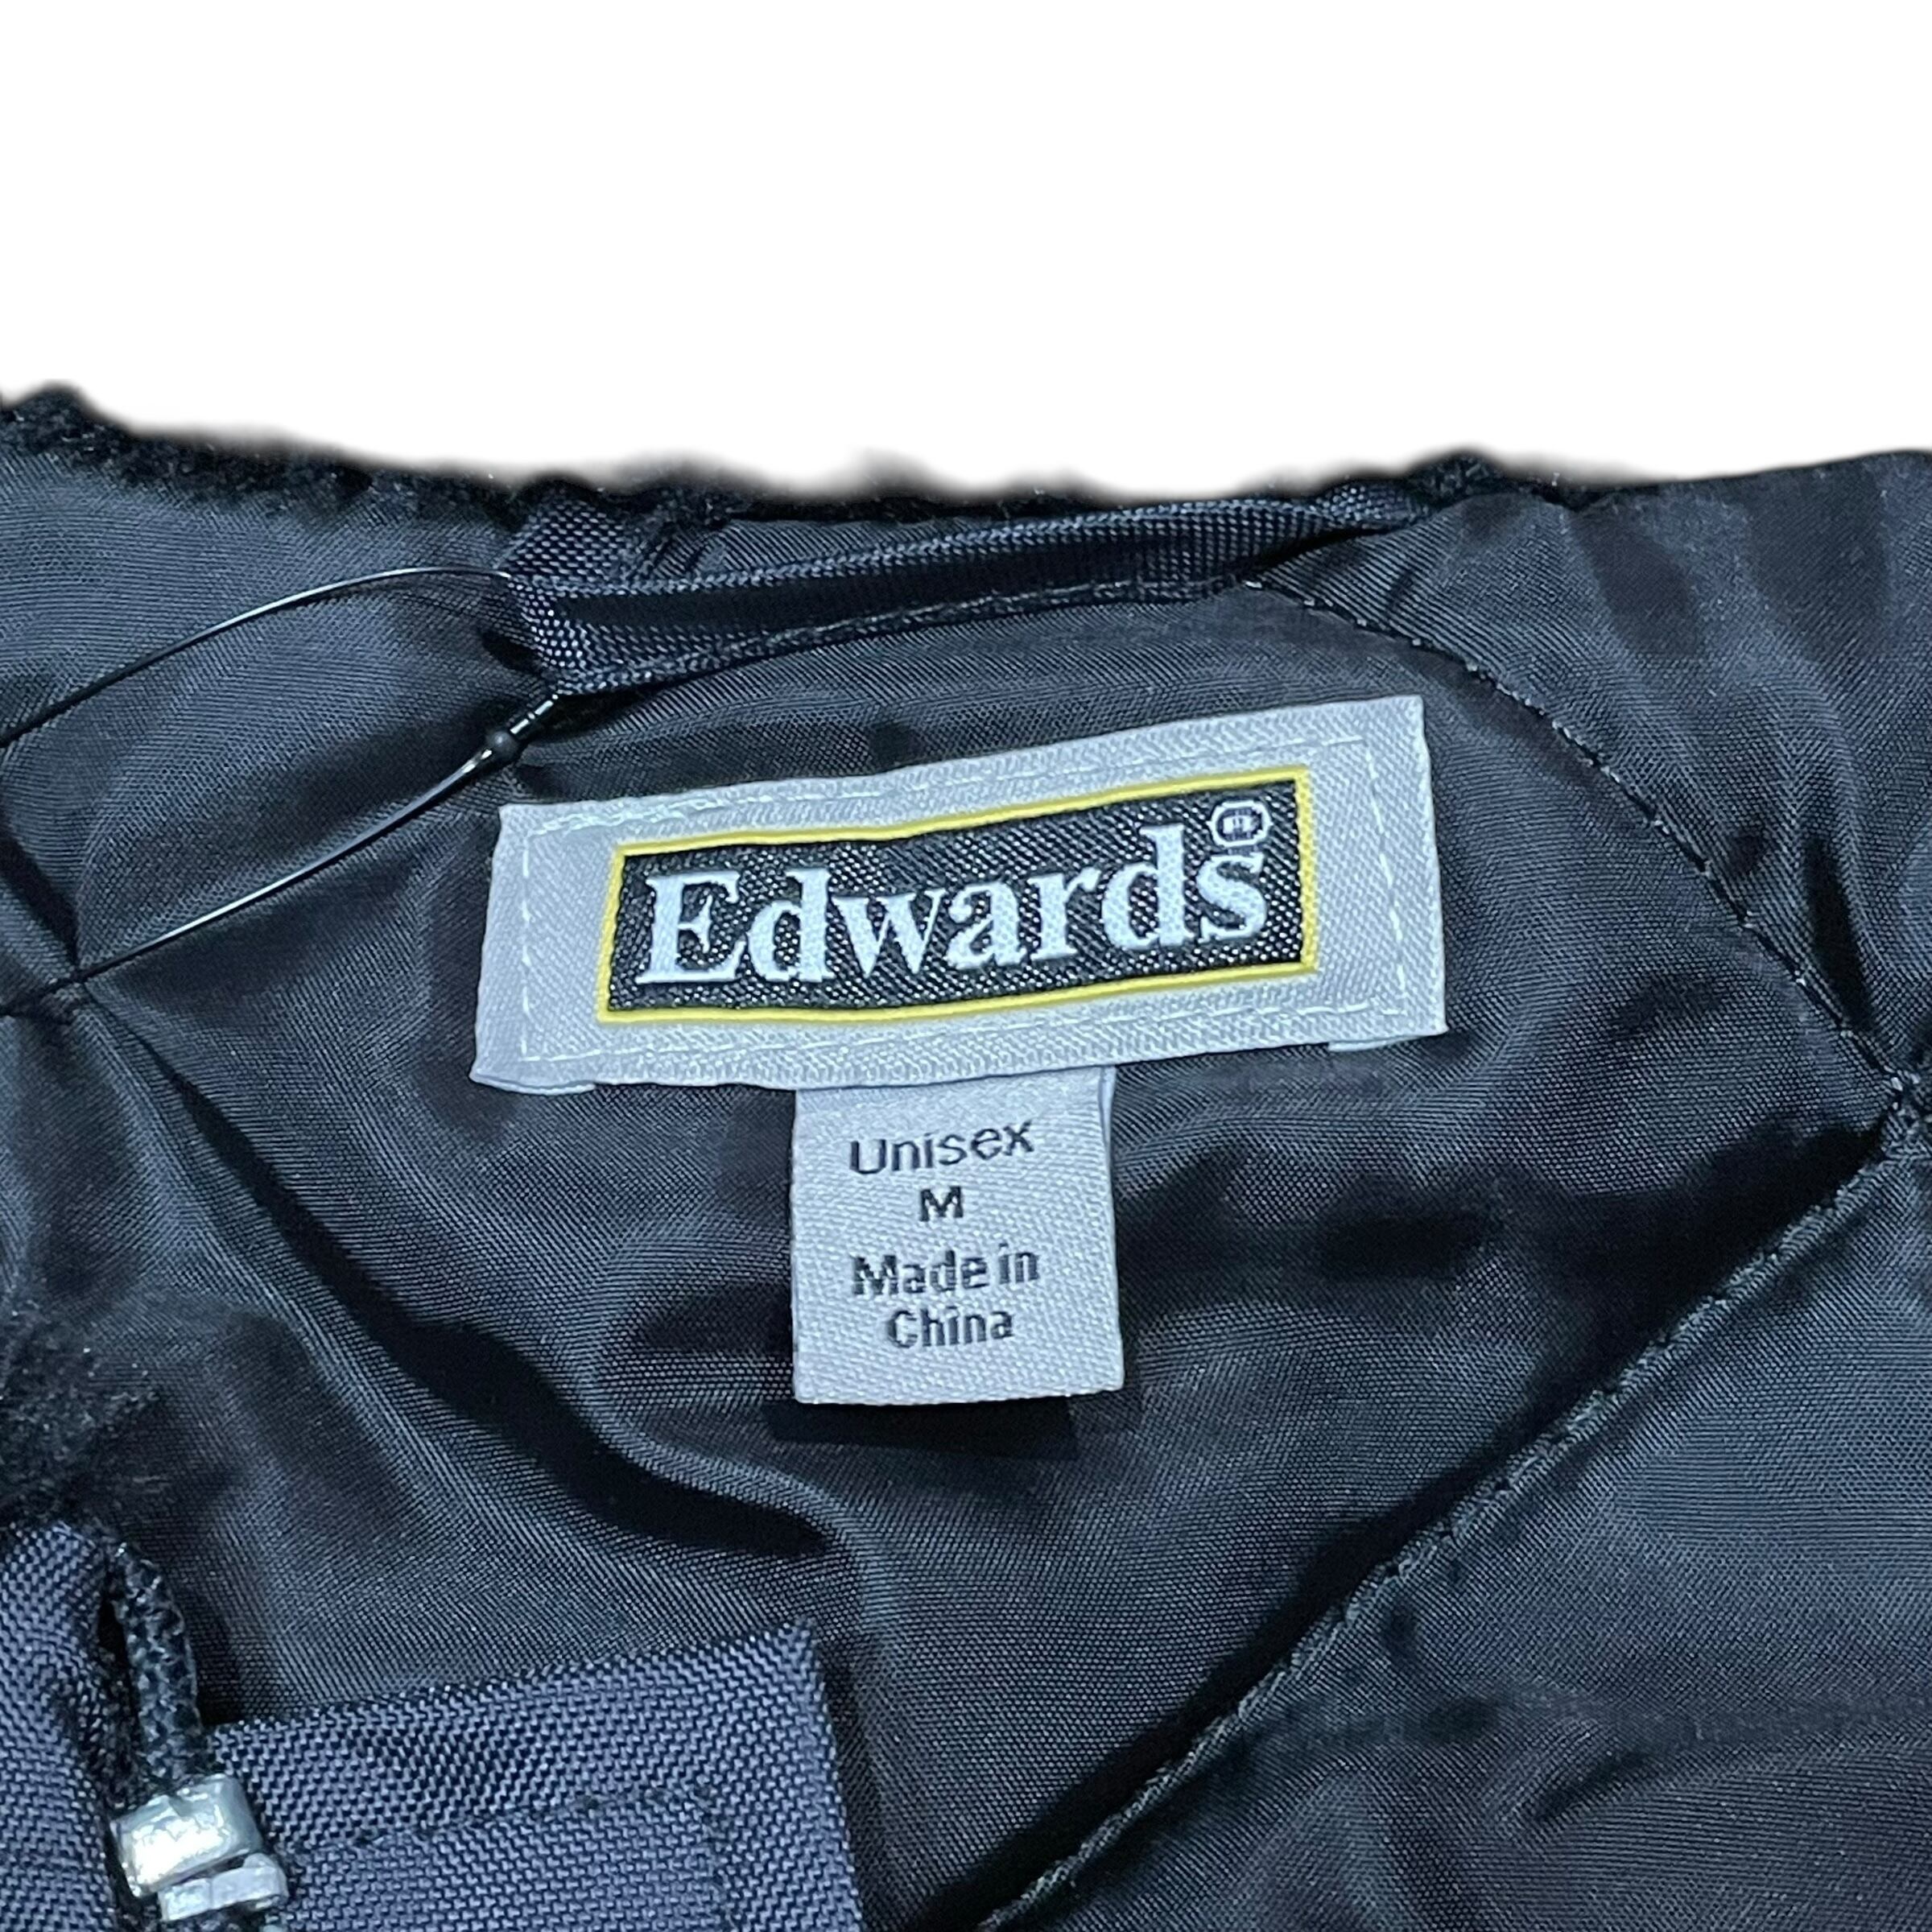 Edwards®
Unisex
M
Made in
China